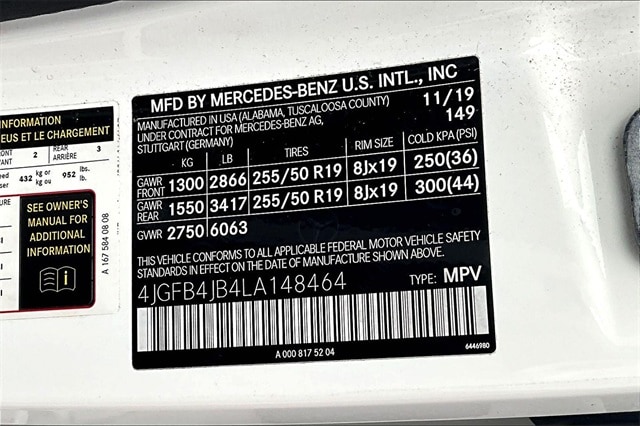 INFORMATION
EUS ET LE CHARGEMENT
2 REAR ARRIÈRE 3
432 kg or kg ou 952 lbs. lb.
SEE OWNER'S
MANUAL FOR
ADDITIONAL
INFORMATION
A 167 584 08 08
MFD BY MERCEDES-BENZ U.S. INTL., INC
MANUFACTURED IN USA (ALABAMA, TUSCALOOSA COUNTY) 11/19
UNDER CONTRACT FOR MERCEDES-BENZ AG, 149
STUTTGART (GERMANY)
KG LB TIRES RIM SIZE COLD KPA (PSI)
GAWR FRONT 1300 2866 255/50 R19 8Jx19 250(36)
GAWR REAR 1550 3417 255/50 R19 8Jx19 300(44)
GVWR 2750 6063
THIS VEHICLE CONFORMS TO ALL APPLICABLE FEDERAL MOTOR VEHICLE SAFETY
STANDARDS IN EFFECT ON THE DATE OF MANUFACTURE SHOWN ABOVE.
4JGFB4JB4LA148464 TYPE: MPV
A 000 817 52 04
6446980